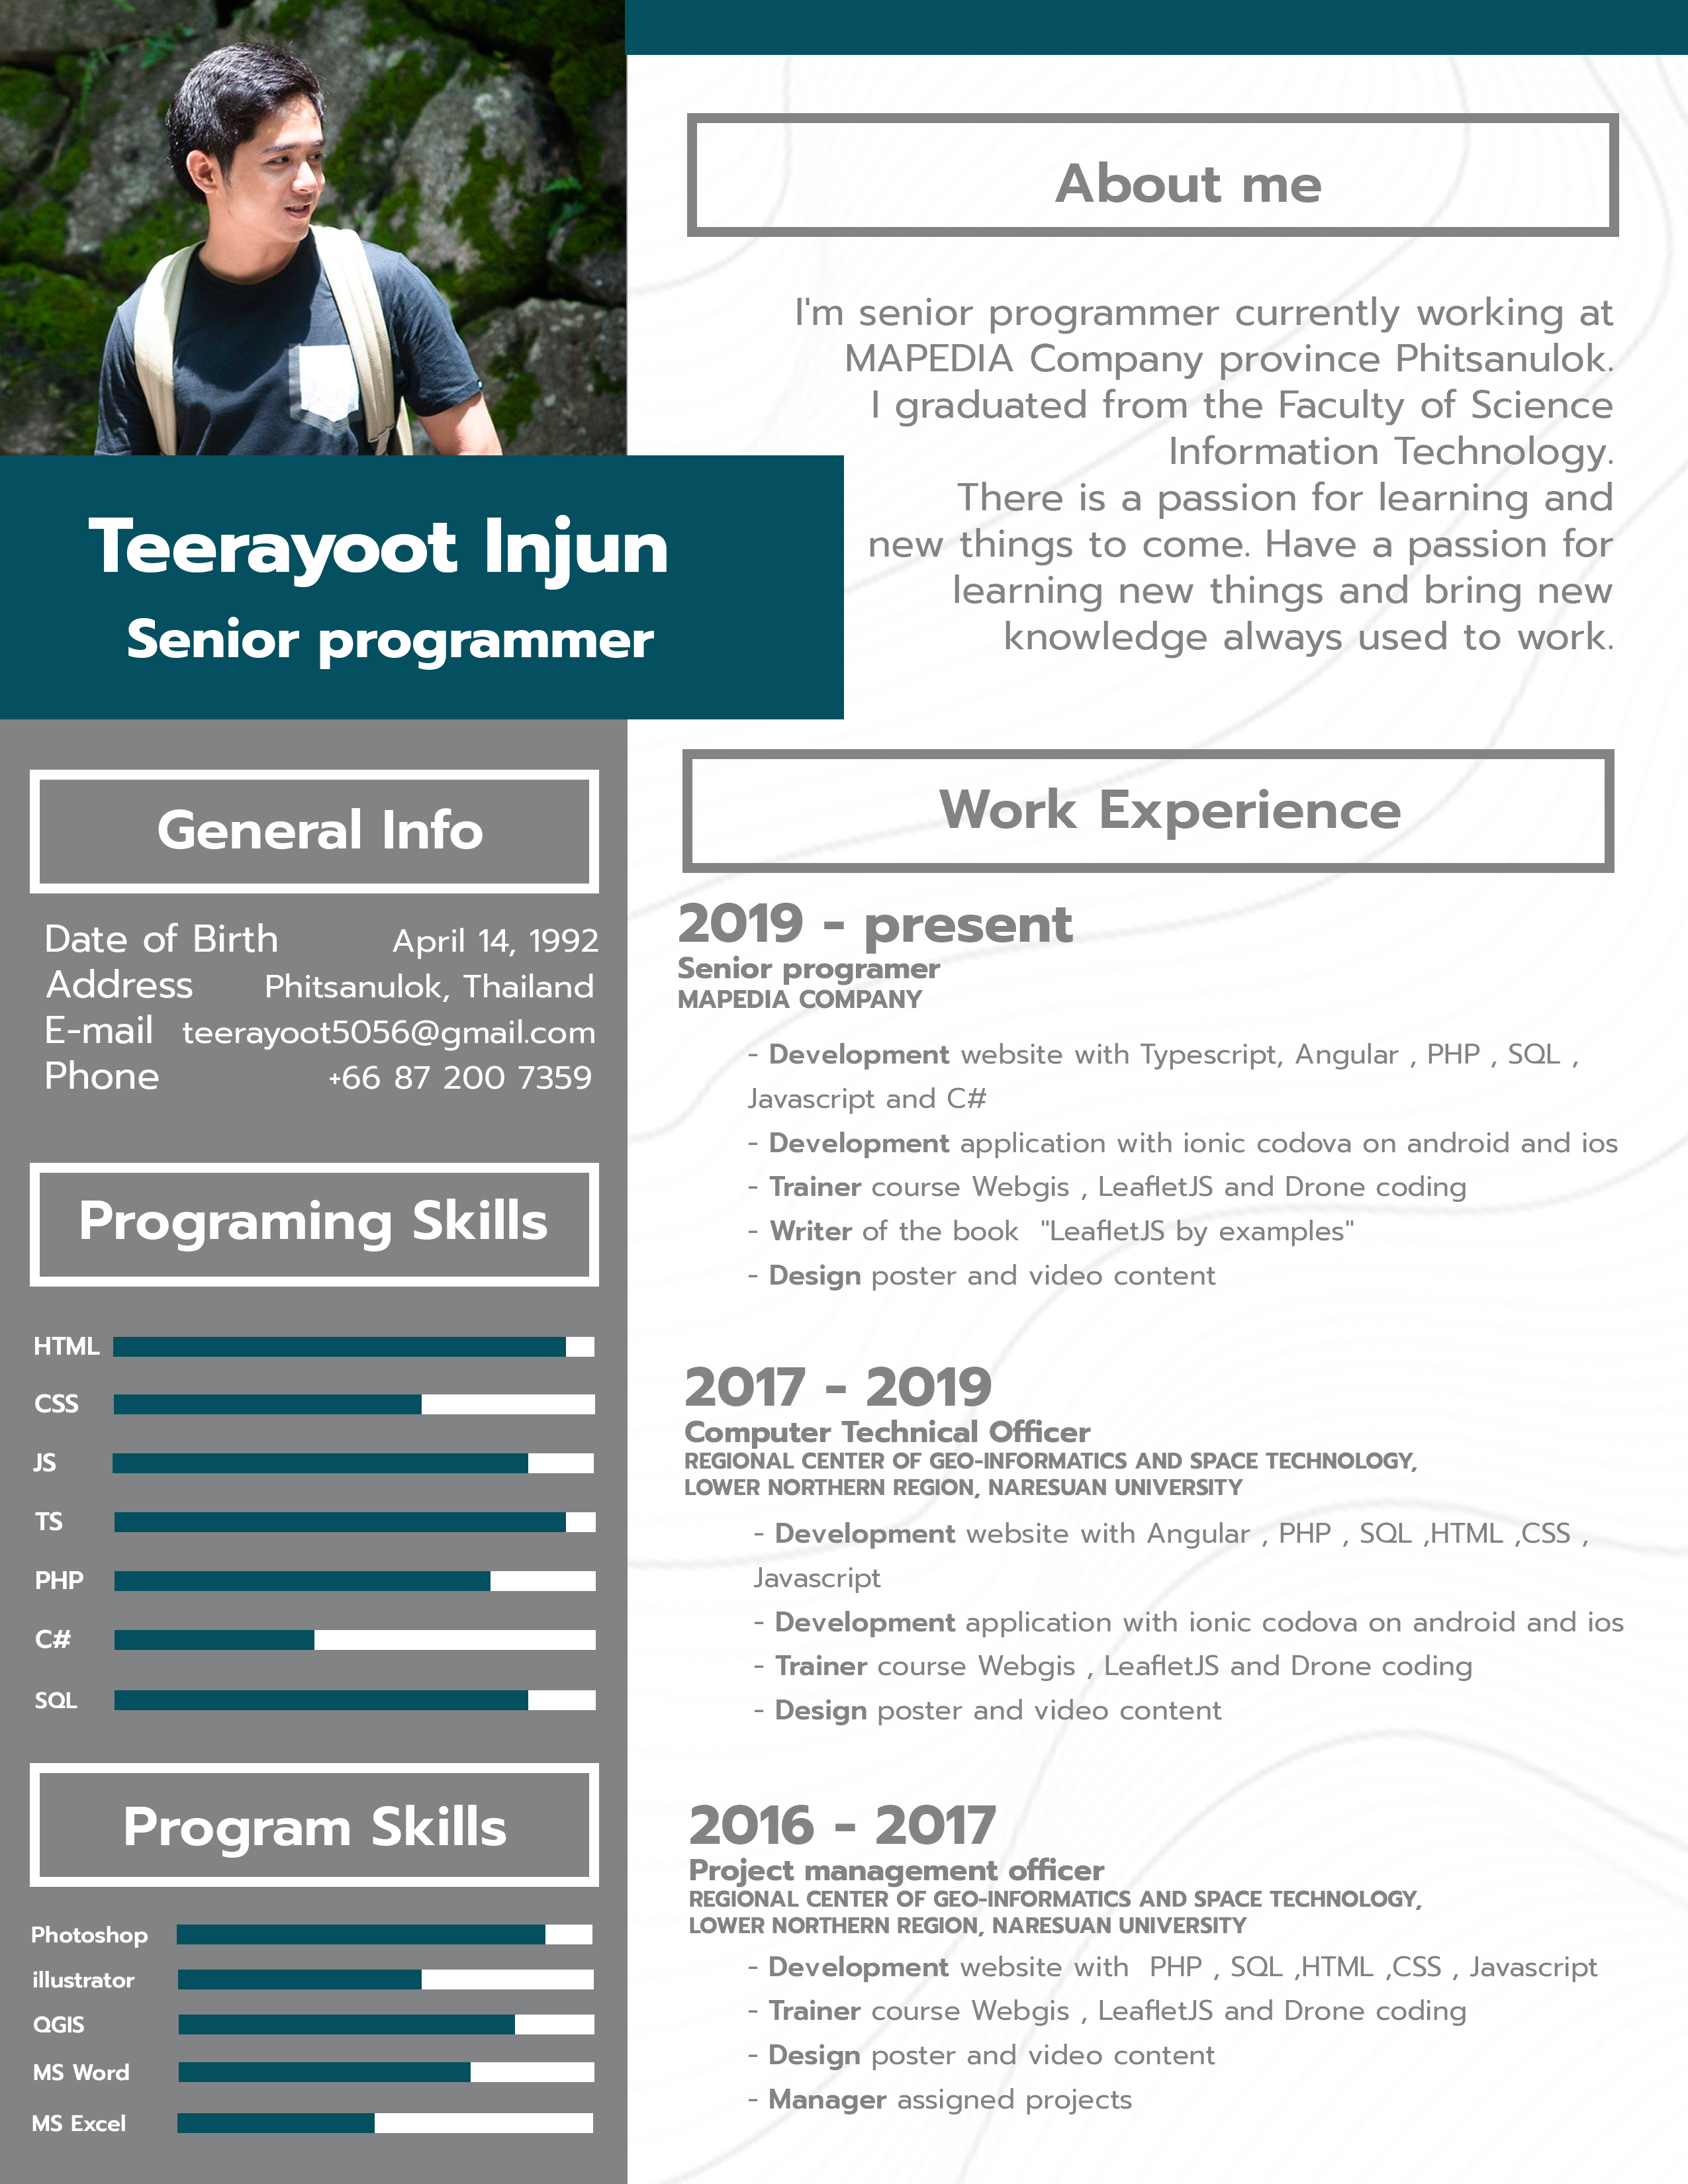 Teerayoot Injun
Senior programmer
General Info
Date of Birth April 14, 1992
Address Phitsanulok, Thailand
E-mail teerayoot5056@gmail.com
Phone +66 87 200 7359
Programing Skills
HTML
CSS
JS
TS
PHP
C#
SQL
Program Skills
Photoshop
illustrator
QGIS
MS Word
MS Excel
About me
I'm senior programmer currently working at
MAPEDIA Company province Phitsanulok.
I graduated from the Faculty of Science
Information Technology.
There is a passion for learning and
new things to come. Have a passion for
learning new things and bring new
knowledge always used to work.
Work Experience
2019 - present
Senior programer
MAPEDIA COMPANY
- Development website with Typescript, Angular , PHP , SQL ,
Javascript and C#
- Development application with ionic codova on android and ios
- Trainer course Webgis , LeafletJS and Drone coding
- Writer of the book "LeafletJS by examples"
- Design poster and video content
2017 - 2019
Computer Technical Officer
REGIONAL CENTER OF GEO-INFORMATICS AND SPACE TECHNOLOGY,
LOWER NORTHERN REGION, NARESUAN UNIVERSITY
- Development website with Angular , PHP , SQL ,HTML ,CSS ,
Javascript
- Development application with ionic codova on android and ios
- Trainer course Webgis , LeafletJS and Drone coding
- Design poster and video content
2016 - 2017
Project management officer
REGIONAL CENTER OF GEO-INFORMATICS AND SPACE TECHNOLOGY,
LOWER NORTHERN REGION, NARESUAN UNIVERSITY
- Development website with PHP , SQL ,HTML ,CSS , Javascript
- Trainer course Webgis , LeafletJS and Drone coding
- Design poster and video content
- Manager assigned projects